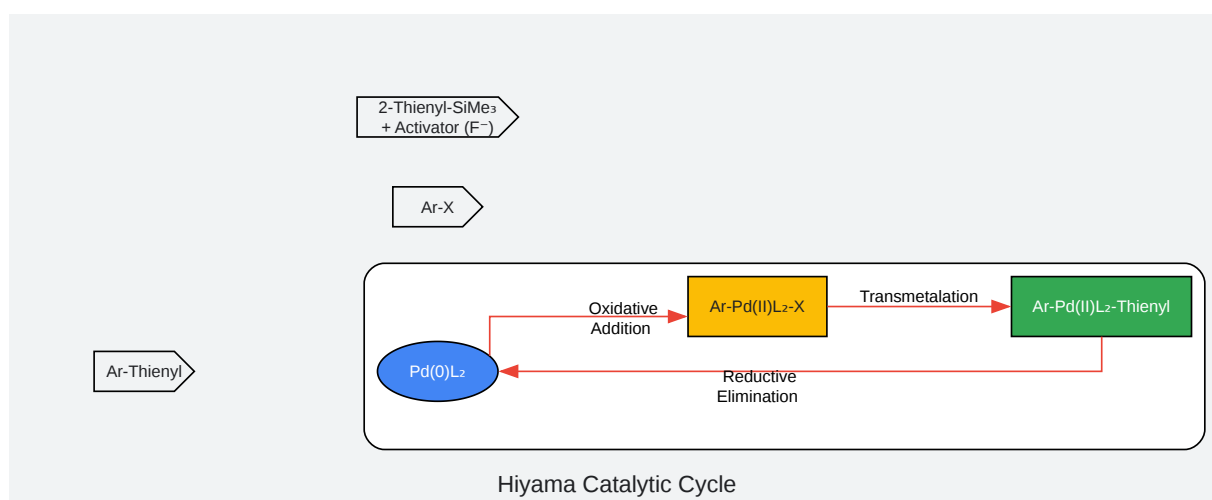 2-Thienyl-SiMe₃
+ Activator (F⁻)
Ar-X
Oxidative
Addition
Ar-Pd(II)L₂-X
Transmetalation
Ar-Pd(II)L₂-Thienyl
Ar-Thienyl
Pd(0)L₂
Reductive
Elimination
Hiyama Catalytic Cycle